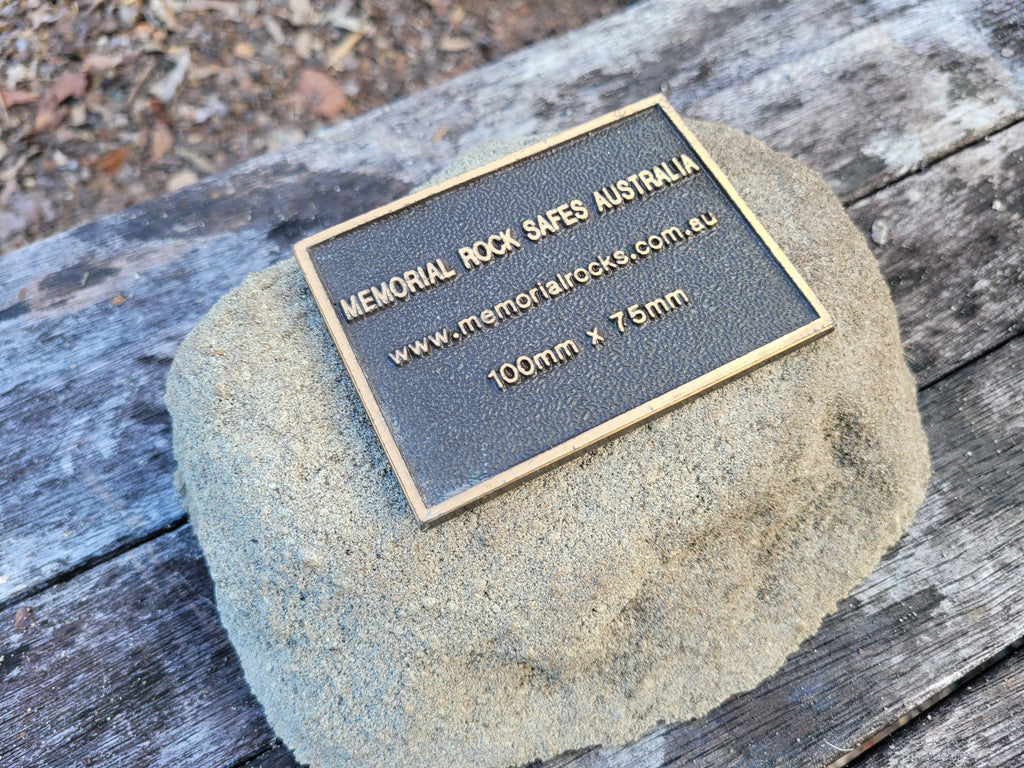 MEMORIAL ROCK SAFES AUSTRALIA
www.memorialrocks.com.au
100mm x 75mm